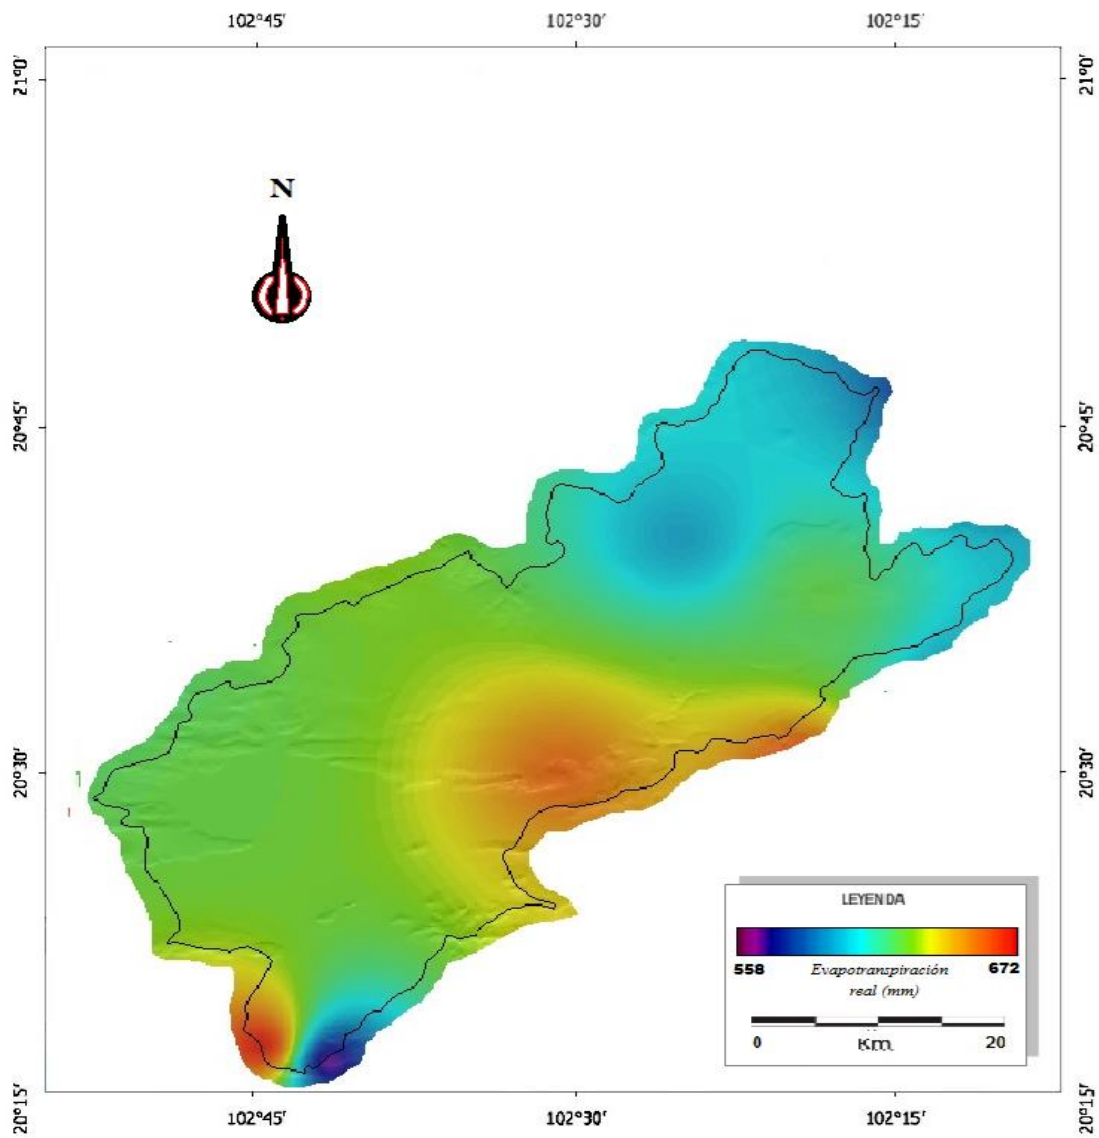 102°45′ 102°30′ 102°15′
21°0′ 21°0′
N
20°45′ 20°45′
20°30′ 20°30′
LEYENDA
558 Evapotranspiración 672
real (mm)
0 Km 20
20°15′ 20°15′
102°45′ 102°30′ 102°15′